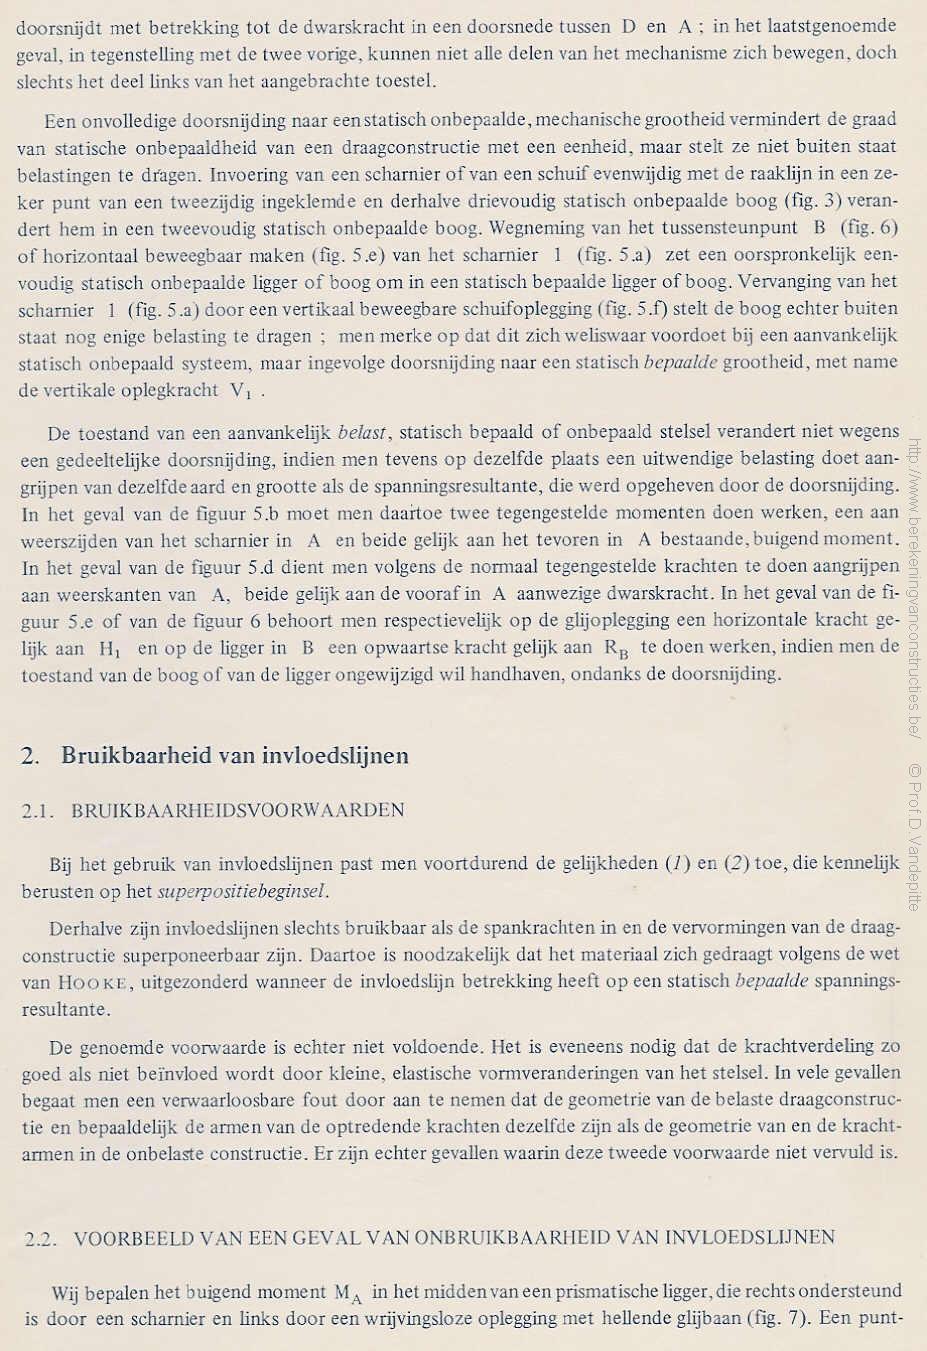 doorsnijdt met betrekking tot de dwarskracht in een doorsnede tussen D en A ; in het laatstgenoemde
geval, in tegenstelling met de twee vorige, kunnen niet alle delen van het mechanisme zich bewegen, doch
slechts het deel links van het aangebrachte toestel.
Een onvolledige doorsnijding naar een statisch onbepaalde, mechanische grootheid vermindert de graad
van statische onbepaaldheid van een draagconstructie met een eenheid, maar stelt ze niet buiten staat
belastingen te dragen. Invoering van een scharnier of van een schuif evenwijdig met de raaklijn in een ze-
ker punt van een tweezijdig ingeklemde en derhalve drievoudig statisch onbepaalde boog (fig. 3) veran-
dert hem in een tweevoudig statisch onbepaalde boog. Wegneming van het tussensteunpunt B (fig. 6)
of horizontaal beweegbaar maken (fig. 5.e) van het scharnier 1 (fig. 5.a) zet een oorspronkelijk een-
voudig statisch onbepaalde ligger of boog om in een statisch bepaalde ligger of boog. Vervanging van het
scharnier 1 (fig. 5.a) door een vertikaal beweegbare schuifoplegging (fig. 5.f) stelt de boog echter buiten
staat nog enige belasting te dragen ; men merke op dat dit zich weliswaar voordoet bij een aanvankelijk
statisch onbepaald systeem, maar ingevolge doorsnijding naar een statisch bepaalde grootheid, met name
de vertikale oplegkracht V₁ .
De toestand van een aanvankelijk belast, statisch bepaald of onbepaald stelsel verandert niet wegens
een gedeeltelijke doorsnijding, indien men tevens op dezelfde plaats een uitwendige belasting doet aan-
grijpen van dezelfde aard en grootte als de spanningsresultante, die werd opgeheven door de doorsnijding.
In het geval van de figuur 5.b moet men daartoe twee tegengestelde momenten doen werken, een aan
weerszijden van het scharnier in A en beide gelijk aan het tevoren in A bestaande, buigend moment.
In het geval van de figuur 5.d dient men volgens de normaal tegengestelde krachten te doen aangrijpen
aan weerskanten van A, beide gelijk aan de vooraf in A aanwezige dwarskracht. In het geval van de fi-
guur 5.e of van de figuur 6 behoort men respectievelijk op de glijoplegging een horizontale kracht ge-
lijk aan H₁ en op de ligger in B een opwaartse kracht gelijk aan R_B te doen werken, indien men de
toestand van de boog of van de ligger ongewijzigd wil handhaven, ondanks de doorsnijding.
2. Bruikbaarheid van invloedslijnen
2.1. BRUIKBAARHEIDSVOORWAARDEN
Bij het gebruik van invloedslijnen past men voortdurend de gelijkheden (1) en (2) toe, die kennelijk
berusten op het superpositiebeginsel.
Derhalve zijn invloedslijnen slechts bruikbaar als de spankrachten in en de vervormingen van de draag-
constructie superponeerbaar zijn. Daartoe is noodzakelijk dat het materiaal zich gedraagt volgens de wet
van HOOKE, uitgezonderd wanneer de invloedslijn betrekking heeft op een statisch bepaalde spannings-
resultante.
De genoemde voorwaarde is echter niet voldoende. Het is eveneens nodig dat de krachtverdeling zo
goed als niet beïnvloed wordt door kleine, elastische vormveranderingen van het stelsel. In vele gevallen
begaat men een verwaarloosbare fout door aan te nemen dat de geometrie van de belaste draagconstruc-
tie en bepaaldelijk de armen van de optredende krachten dezelfde zijn als de geometrie van en de kracht-
armen in de onbelaste constructie. Er zijn echter gevallen waarin deze tweede voorwaarde niet vervuld is.
2.2. VOORBEELD VAN EEN GEVAL VAN ONBRUIKBAARHEID VAN INVLOEDSLIJNEN
Wij bepalen het buigend moment M_A in het midden van een prismatische ligger, die rechts ondersteund
is door een scharnier en links door een wrijvingsloze oplegging met hellende glijbaan (fig. 7). Een punt-
http://www.berekeningvanconstructies.be/ © Prof.D.Vandepitte